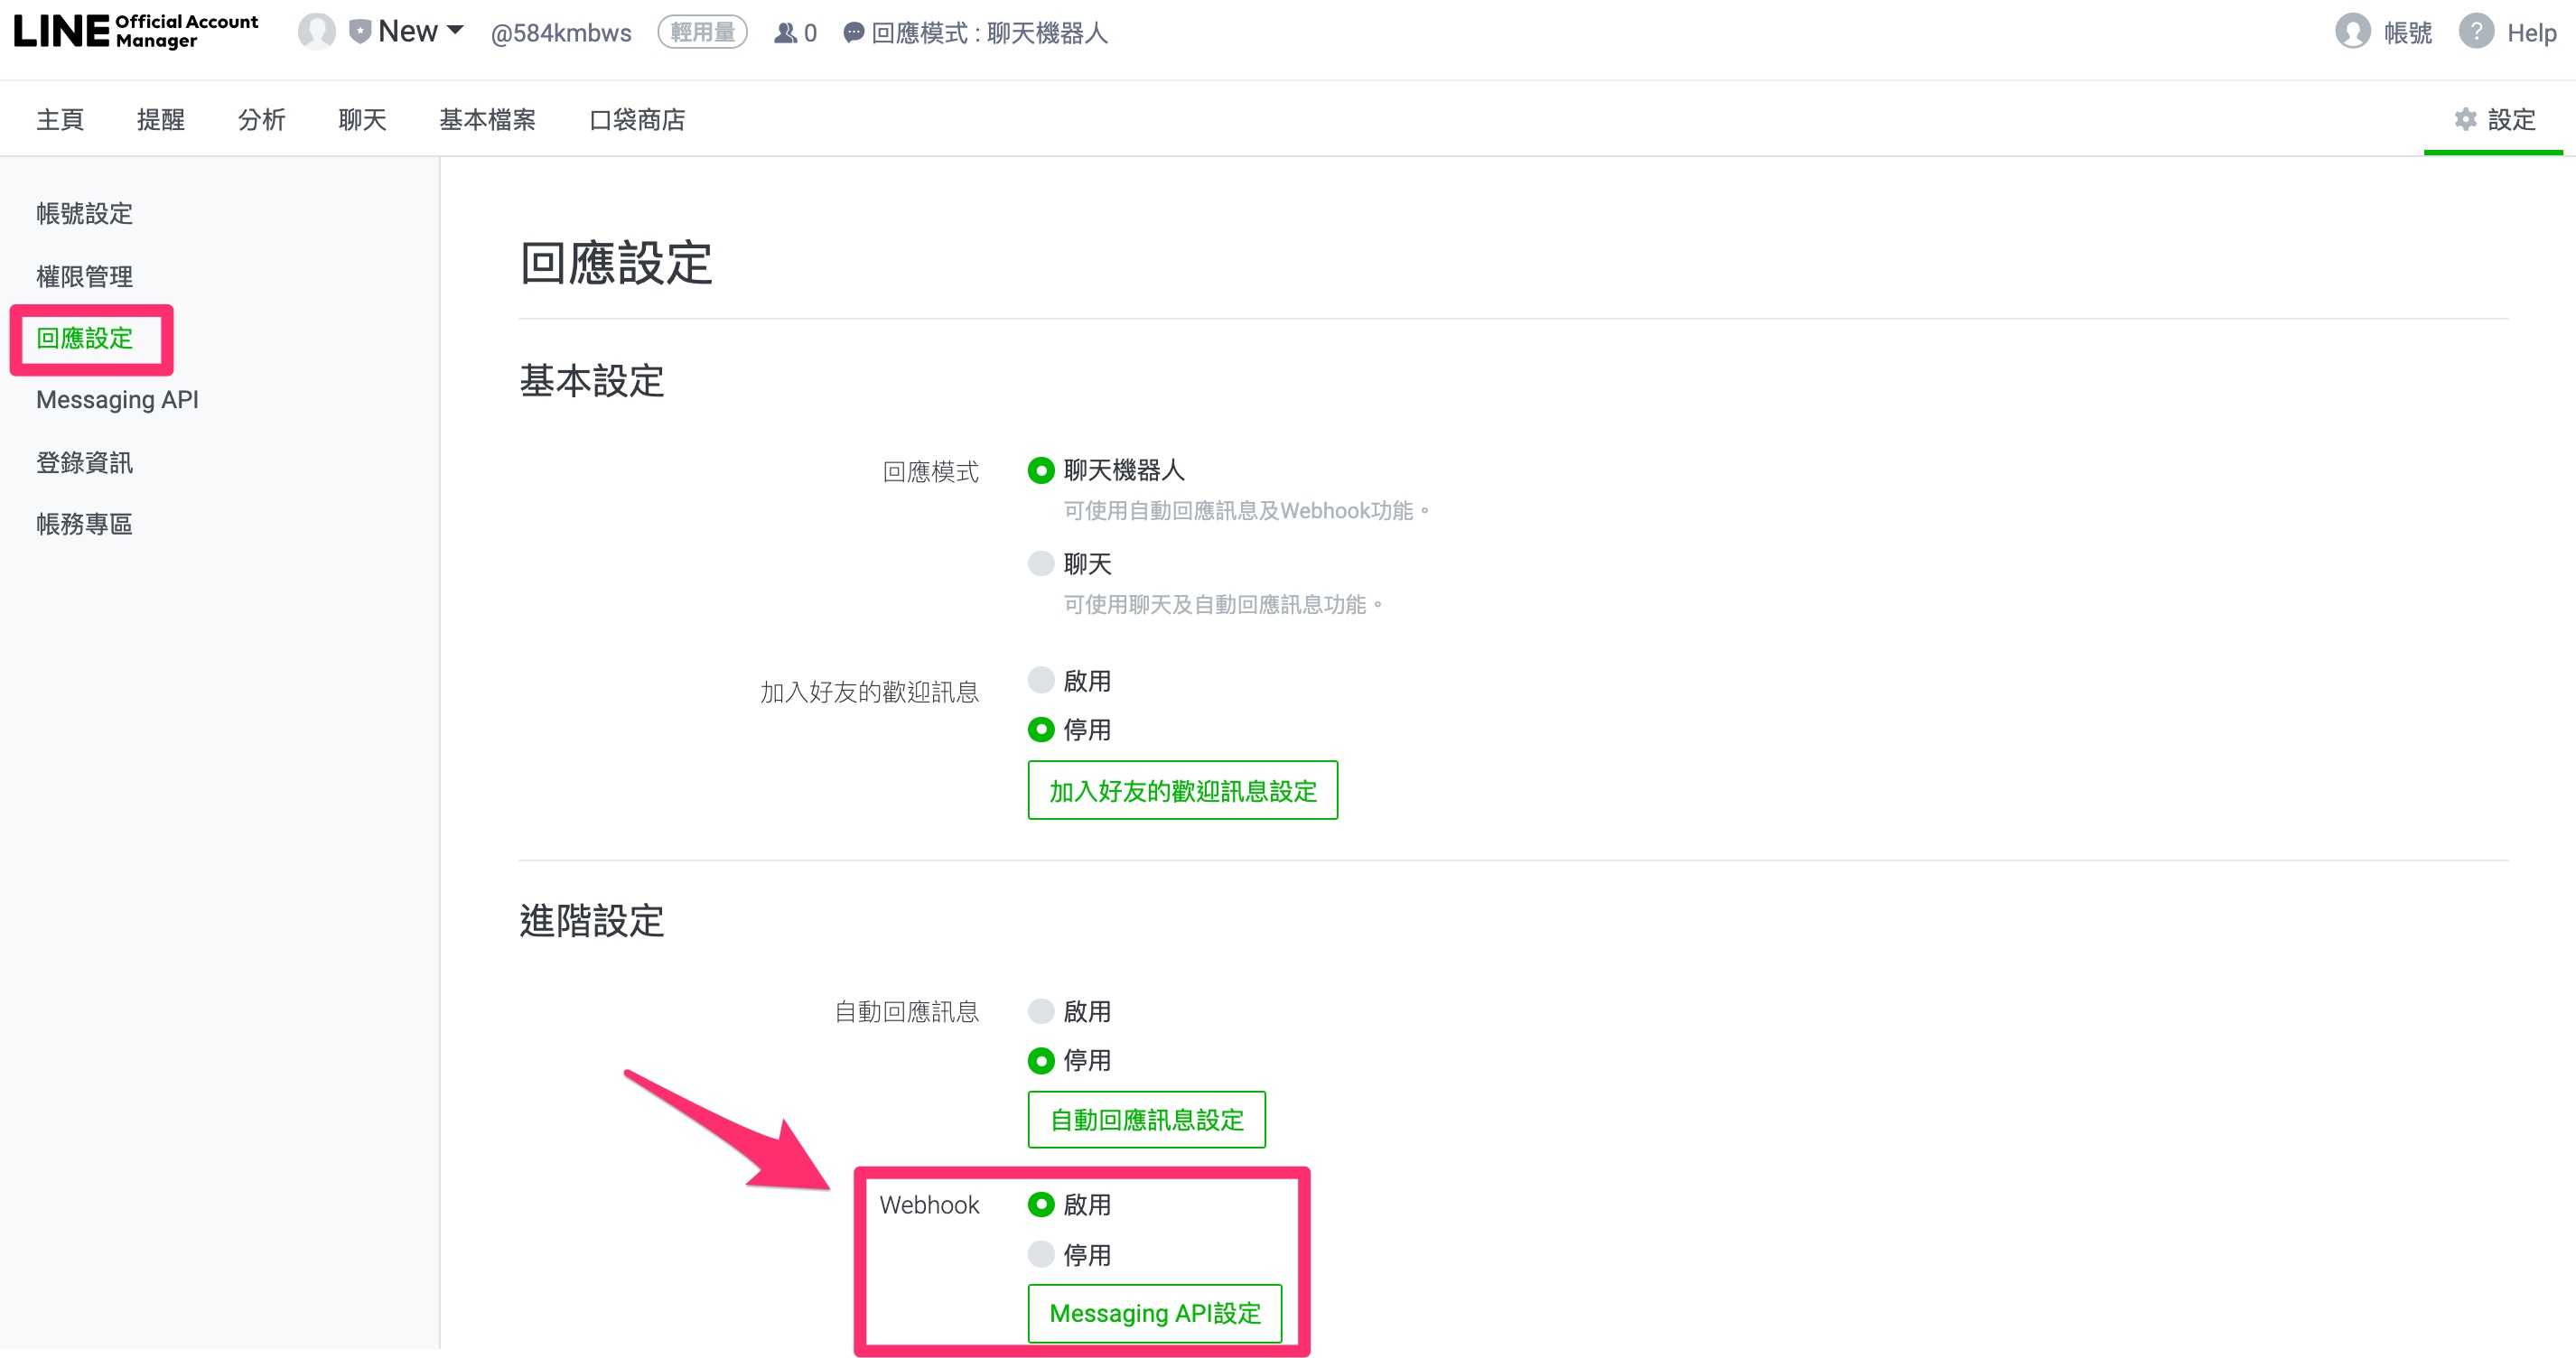 LINE Official Account Manager
New
@584kmbws
輕用量
0
回應模式 : 聊天機器人
帳號
?
Help
主頁
提醒
分析
聊天
基本檔案
口袋商店
設定
帳號設定
權限管理
回應設定
Messaging API
登錄資訊
帳務專區
回應設定
基本設定
回應模式
聊天機器人
可使用自動回應訊息及Webhook功能。
聊天
可使用聊天及自動回應訊息功能。
加入好友的歡迎訊息
啟用
停用
加入好友的歡迎訊息設定
進階設定
自動回應訊息
啟用
停用
自動回應訊息設定
Webhook
啟用
停用
Messaging API設定